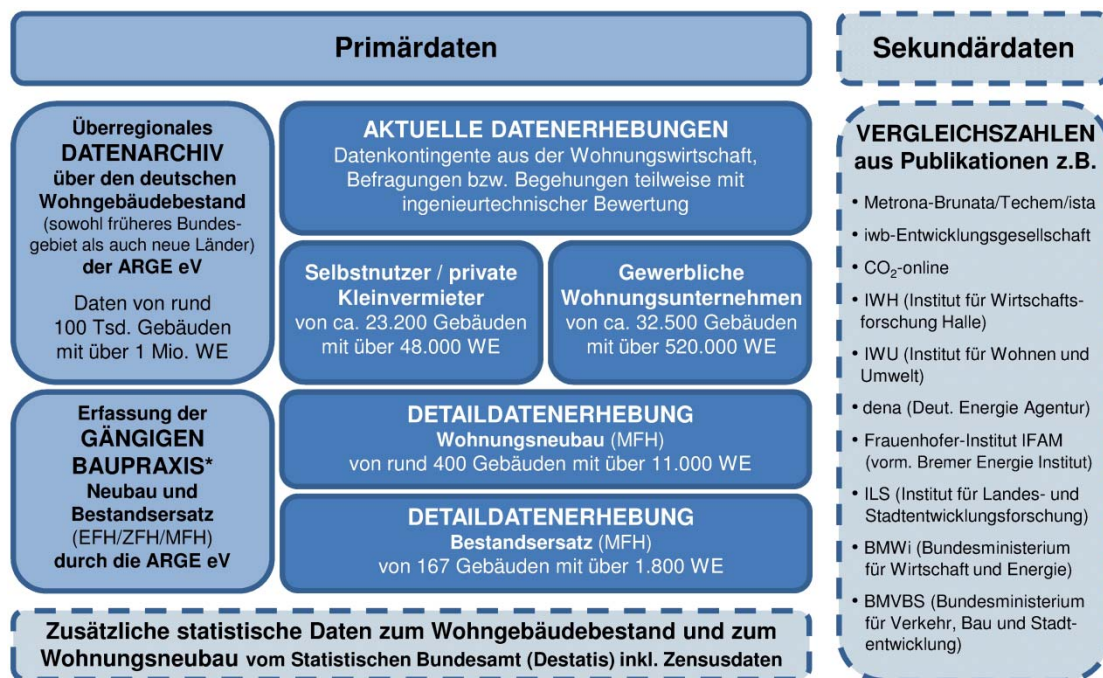 Primärdaten
Überregionales
DATENARCHIV
über den deutschen
Wohngebäudebestand
(sowohl früheres Bundes-
gebiet als auch neue Länder)
der ARGE eV
Daten von rund
100 Tsd. Gebäuden
mit über 1 Mio. WE
AKTUELLE DATENERHEBUNGEN
Datenkontingente aus der Wohnungswirtschaft,
Befragungen bzw. Begehungen teilweise mit
ingenieurtechnischer Bewertung
Selbstnutzer / private
Kleinvermieter
von ca. 23.200 Gebäuden
mit über 48.000 WE
Gewerbliche
Wohnungsunternehmen
von ca. 32.500 Gebäuden
mit über 520.000 WE
Erfassung der
GÄNGIGEN
BAUPRAXIS*
Neubau und
Bestandsersatz
(EFH/ZFH/MFH)
durch die ARGE eV
DETAILDATENERHEBUNG
Wohnungsneubau (MFH)
von rund 400 Gebäuden mit über 11.000 WE
DETAILDATENERHEBUNG
Bestandsersatz (MFH)
von 167 Gebäuden mit über 1.800 WE
Zusätzliche statistische Daten zum Wohngebäudebestand und zum
Wohnungsneubau vom Statistischen Bundesamt (Destatis) inkl. Zensusdaten
Sekundärdaten
VERGLEICHSZAHLEN
aus Publikationen z.B.
• Metrona-Brunata/Techem/ista
• iwb-Entwicklungsgesellschaft
• CO₂-online
• IWH (Institut für Wirtschafts-
forschung Halle)
• IWU (Institut für Wohnen und
Umwelt)
• dena (Deut. Energie Agentur)
• Frauenhofer-Institut IFAM
(vorm. Bremer Energie Institut)
• ILS (Institut für Landes- und
Stadtentwicklungsforschung)
• BMWi (Bundesministerium
für Wirtschaft und Energie)
• BMVBS (Bundesministerium
für Verkehr, Bau und Stadt-
entwicklung)